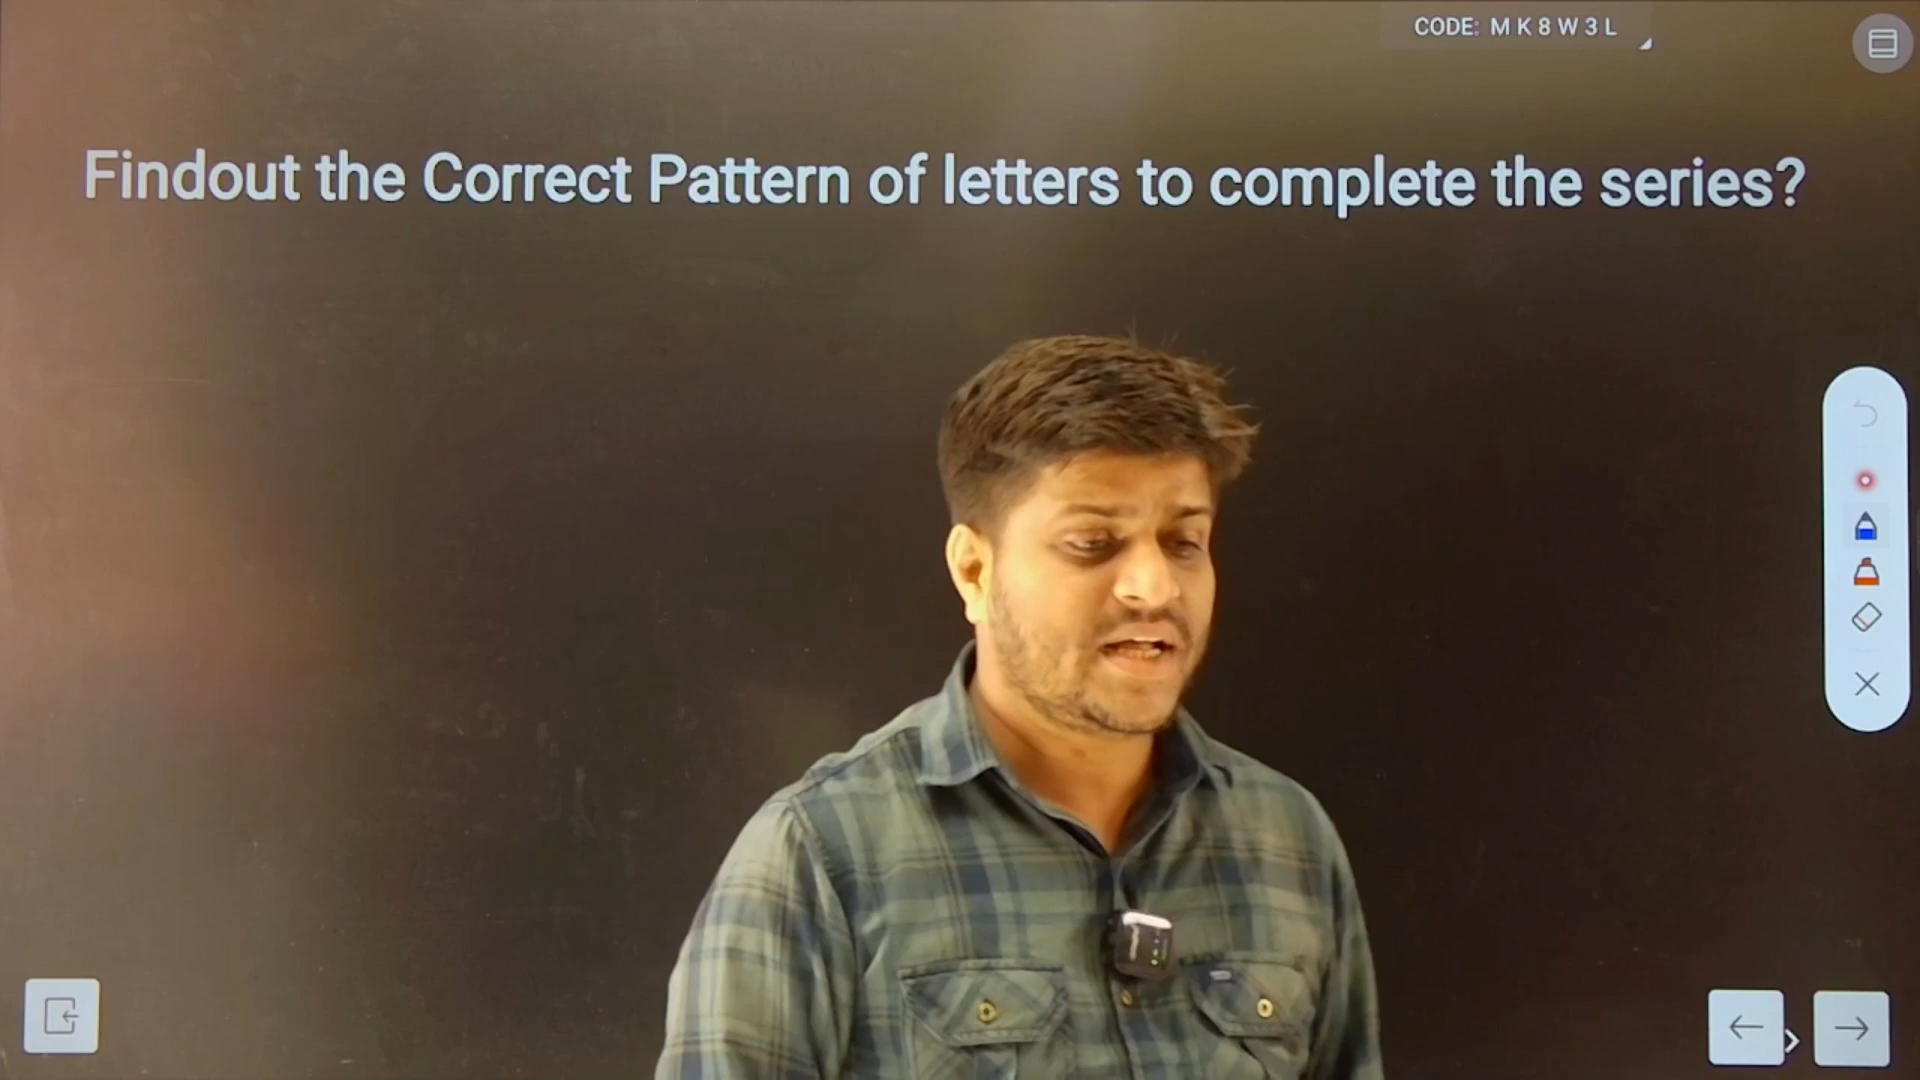 CODE: M K 8 W 3 L
Findout the Correct Pattern of letters to complete the series?